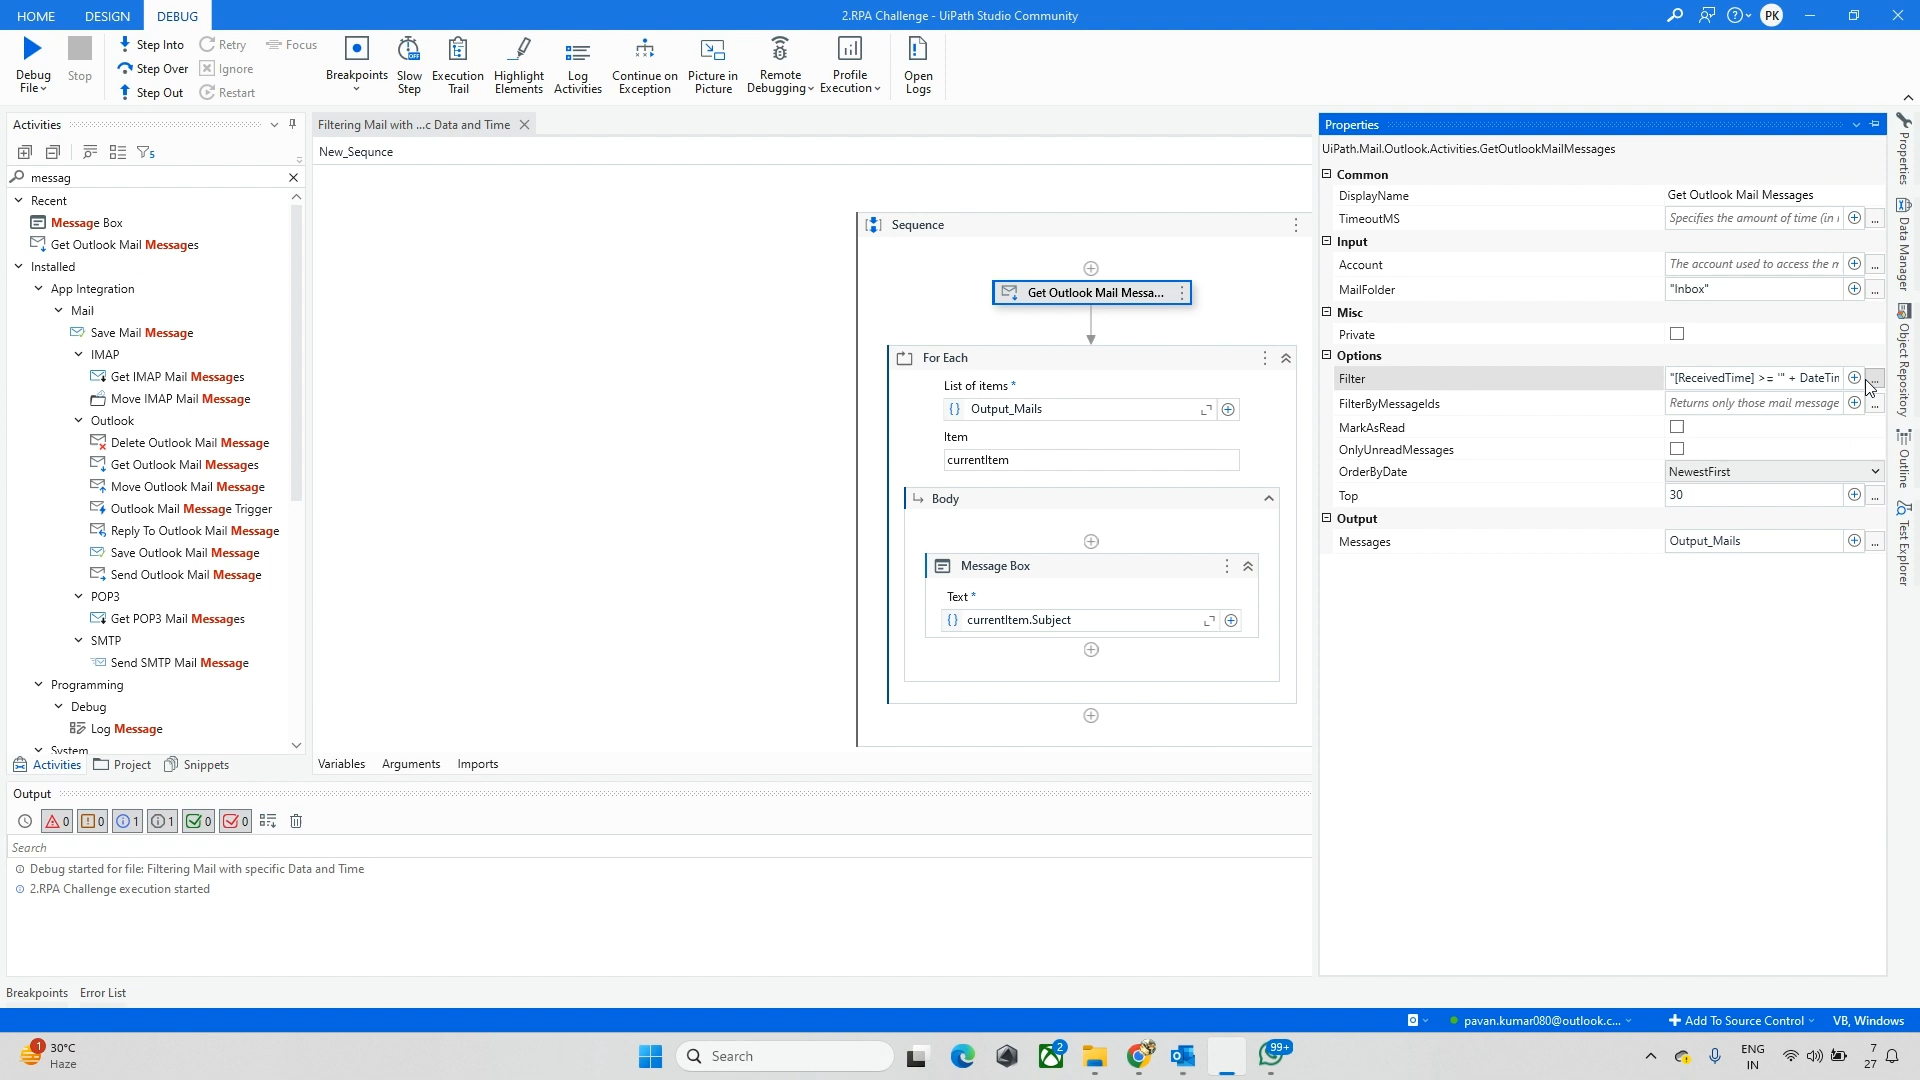 HOME
DESIGN
DEBUG
2.RPA Challenge - UiPath Studio Community
PK
Debug File
Stop
Step Into
Step Over
Step Out
Retry
Ignore
Restart
Focus
Breakpoints
Slow Step
Execution Trail
Highlight Elements
Log Activities
Continue on Exception
Picture in Picture
Remote Debugging
Profile Execution
Open Logs
Activities
5
messag
Recent
Message Box
Get Outlook Mail Messages
Installed
App Integration
Mail
Save Mail Message
IMAP
Get IMAP Mail Messages
Move IMAP Mail Message
Outlook
Delete Outlook Mail Message
Get Outlook Mail Messages
Move Outlook Mail Message
Outlook Mail Message Trigger
Reply To Outlook Mail Message
Save Outlook Mail Message
Send Outlook Mail Message
POP3
Get POP3 Mail Messages
SMTP
Send SMTP Mail Message
Programming
Debug
Log Message
System
Activities
Project
Snippets
Filtering Mail with ...c Data and Time
New_Sequnce
Sequence
Get Outlook Mail Messa...
For Each
List of items *
Output_Mails
Item
currentItem
Body
Message Box
Text *
currentItem.Subject
Variables
Arguments
Imports
Properties
UiPath.Mail.Outlook.Activities.GetOutlookMailMessages
Common
DisplayName
Get Outlook Mail Messages
TimeoutMS
Specifies the amount of time (in
Input
Account
The account used to access the
MailFolder
"Inbox"
Misc
Private
Options
Filter
"[ReceivedTime] >= '" + DateTin
FilterByMessageIds
Returns only those mail message
MarkAsRead
OnlyUnreadMessages
OrderByDate
NewestFirst
Top
30
Output
Messages
Output_Mails
Properties
Data Manager
Object Repository
Outline
Test Explorer
Output
0
0
1
1
0
0
Search
Debug started for file: Filtering Mail with specific Data and Time
2.RPA Challenge execution started
Breakpoints
Error List
pavan.kumar080@outlook.c...
Add To Source Control
VB, Windows
1
30°C
Haze
Search
2
99+
ENG
IN
7
27